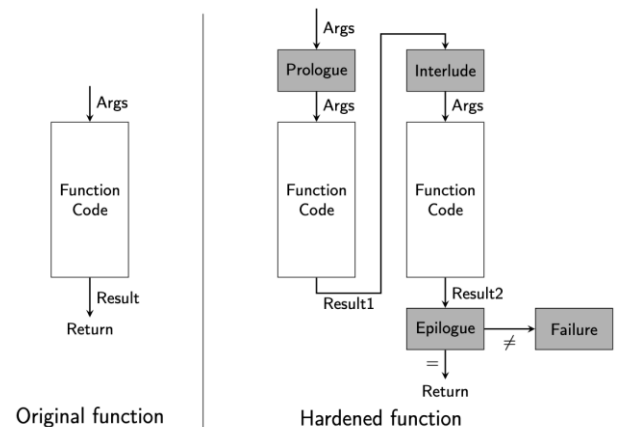 Args
Function
Code
Result
Return
Original function
Args
Prologue
Args
Function
Code
Result1
Interlude
Args
Function
Code
Result2
Epilogue
≠
Failure
=
Return
Hardened function